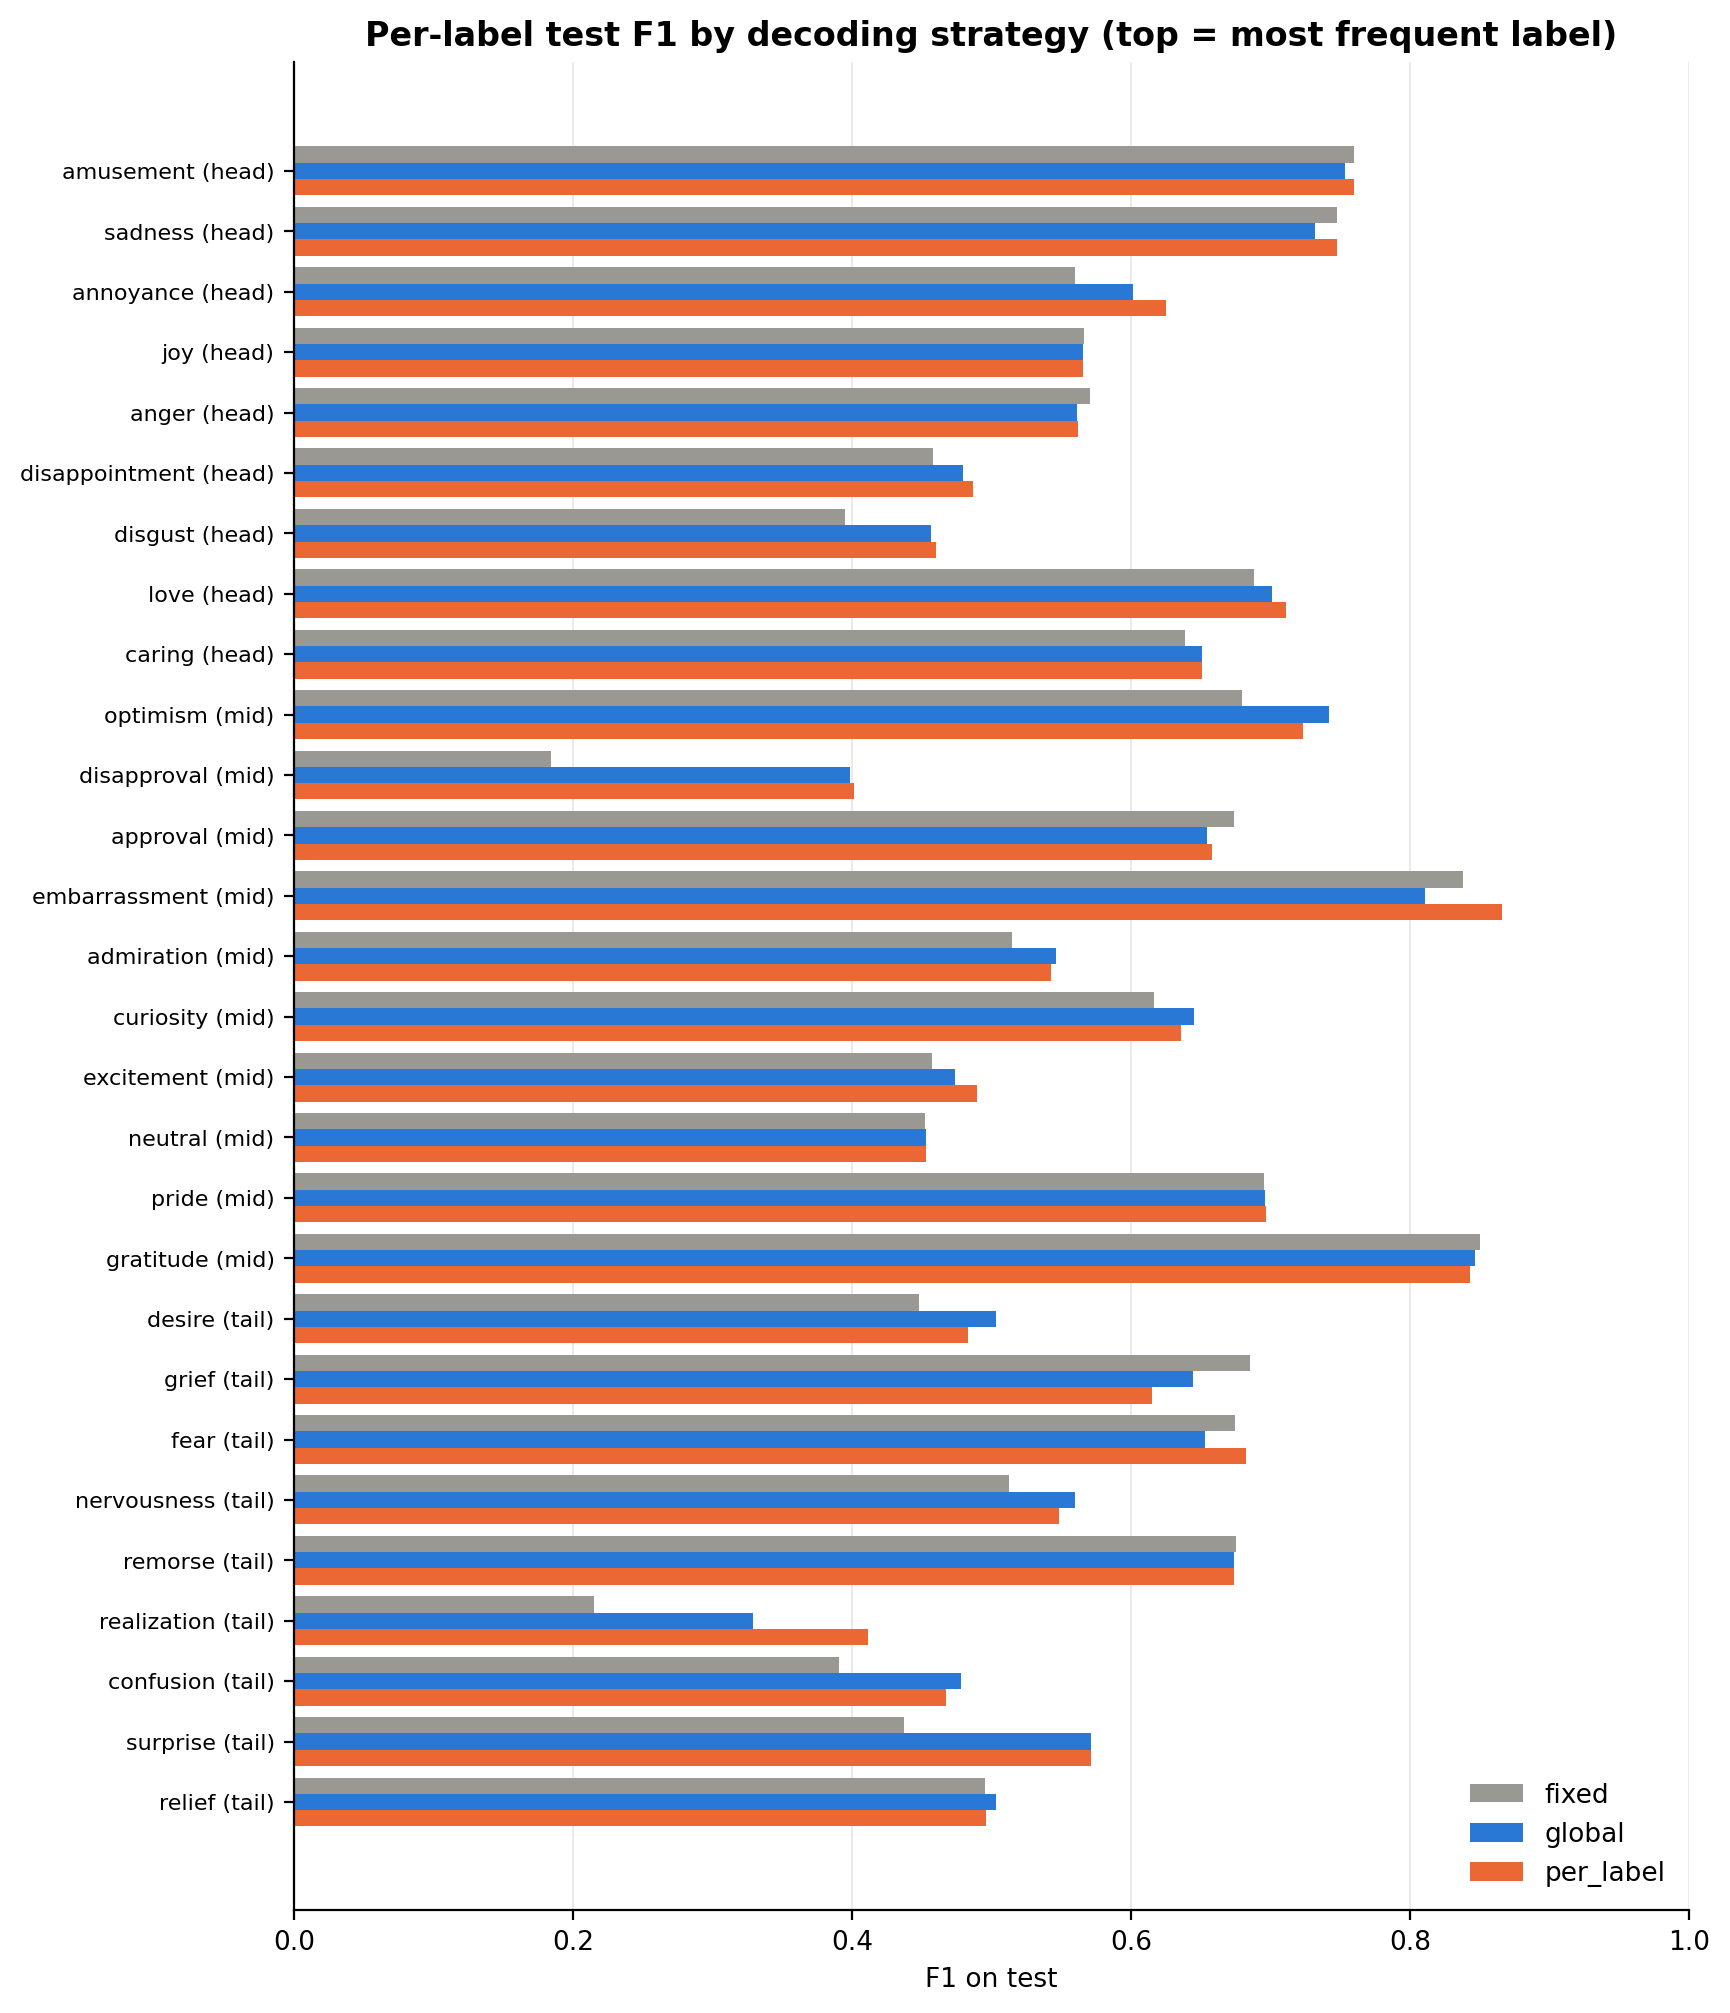 Per-label test F1 by decoding strategy (top = most frequent label)
amusement (head)
sadness (head)
annoyance (head)
joy (head)
anger (head)
disappointment (head)
disgust (head)
love (head)
caring (head)
optimism (mid)
disapproval (mid)
approval (mid)
embarrassment (mid)
admiration (mid)
curiosity (mid)
excitement (mid)
neutral (mid)
pride (mid)
gratitude (mid)
desire (tail)
grief (tail)
fear (tail)
nervousness (tail)
remorse (tail)
realization (tail)
confusion (tail)
surprise (tail)
relief (tail)
fixed
global
per_label
0.0 0.2 0.4 0.6 0.8 1.0
F1 on test